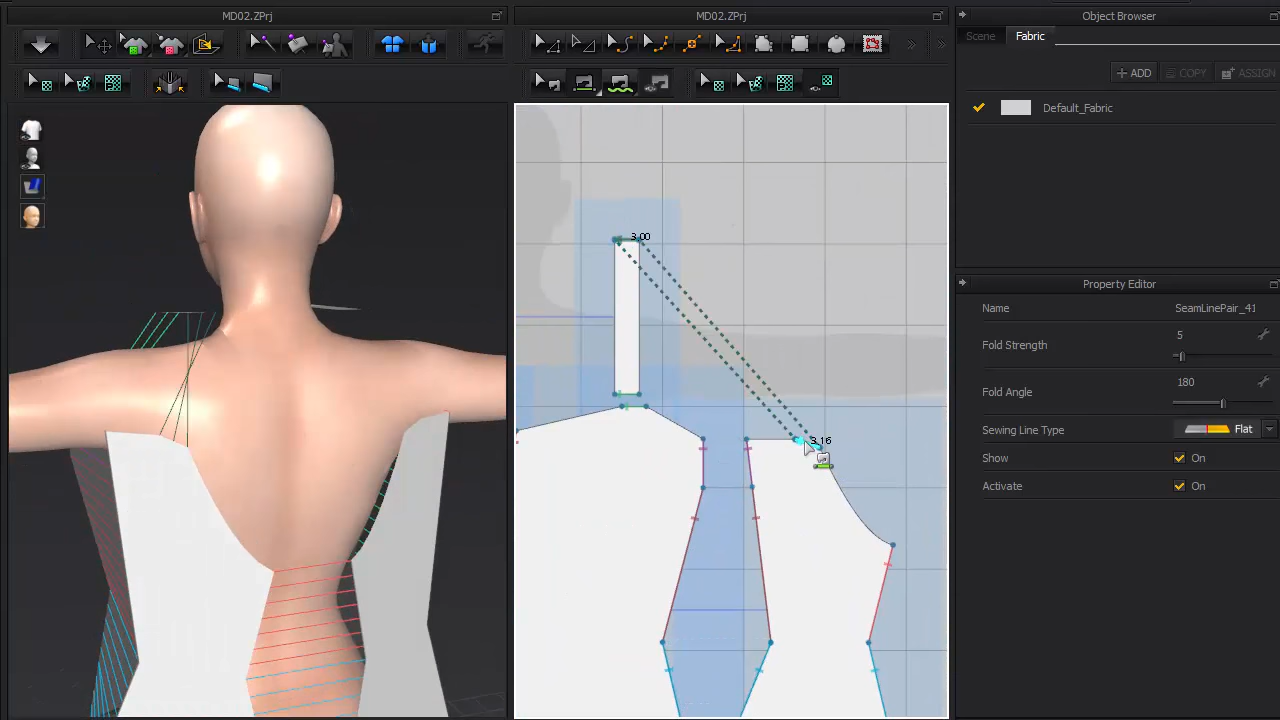 MD02.ZPrj
MD02.ZPrj
Object Browser
Scene
Fabric
+ ADD
COPY
ASSIGN
Default_Fabric
3.00
3.16
Property Editor
Name
SeamLinePair_41
Fold Strength
5
Fold Angle
180
Sewing Line Type
Flat
Show
On
Activate
On